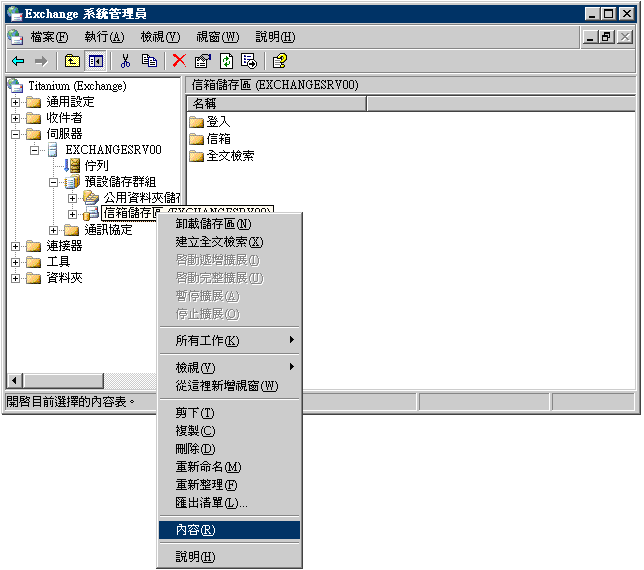 Exchange 系統管理員
檔案(F) 執行(A) 檢視(V) 視窗(W) 說明(H)
Titanium (Exchange)
通用設定
收件者
伺服器
EXCHANGESRV00
佇列
預設儲存群組
公用資料夾儲存
信箱儲存區 (EXCHANGESRV00)
通訊協定
連接器
工具
資料夾
信箱儲存區 (EXCHANGESRV00)
名稱
登入
信箱
全文檢索
卸載儲存區(N)
建立全文檢索(X)
啓動遞增擴展(I)
啓動完整擴展(U)
暫停擴展(A)
停止擴展(O)
所有工作(K)
檢視(V)
從這裡新增視窗(W)
剪下(T)
複製(C)
刪除(D)
重新命名(M)
重新整理(F)
匯出清單(L)...
內容(R)
說明(H)
開啓目前選擇的內容表。